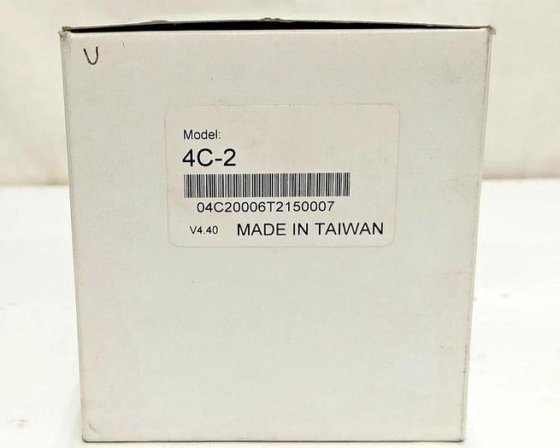 U
Model:
4C-2
04C20006T2150007
V4.40 MADE IN TAIWAN